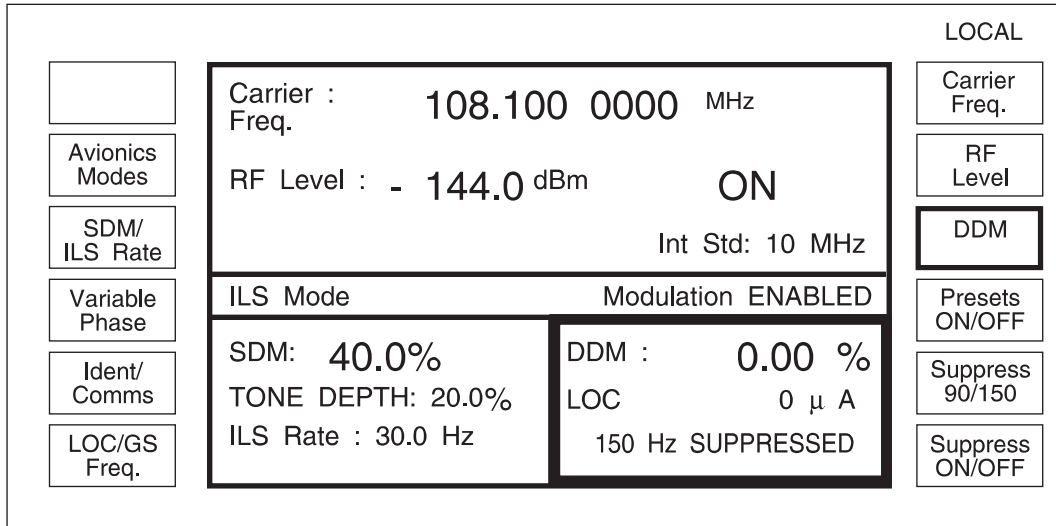 LOCAL
Avionics
Modes
SDM/
ILS Rate
Variable
Phase
Ident/
Comms
LOC/GS
Freq.
Carrier :
Freq.
108.100 0000 MHz
RF Level : - 144.0 dBm ON
Int Std: 10 MHz
ILS Mode Modulation ENABLED
SDM: 40.0%
TONE DEPTH: 20.0%
ILS Rate : 30.0 Hz
DDM : 0.00 %
LOC 0 μ A
150 Hz SUPPRESSED
Carrier
Freq.
RF
Level
DDM
Presets
ON/OFF
Suppress
90/150
Suppress
ON/OFF